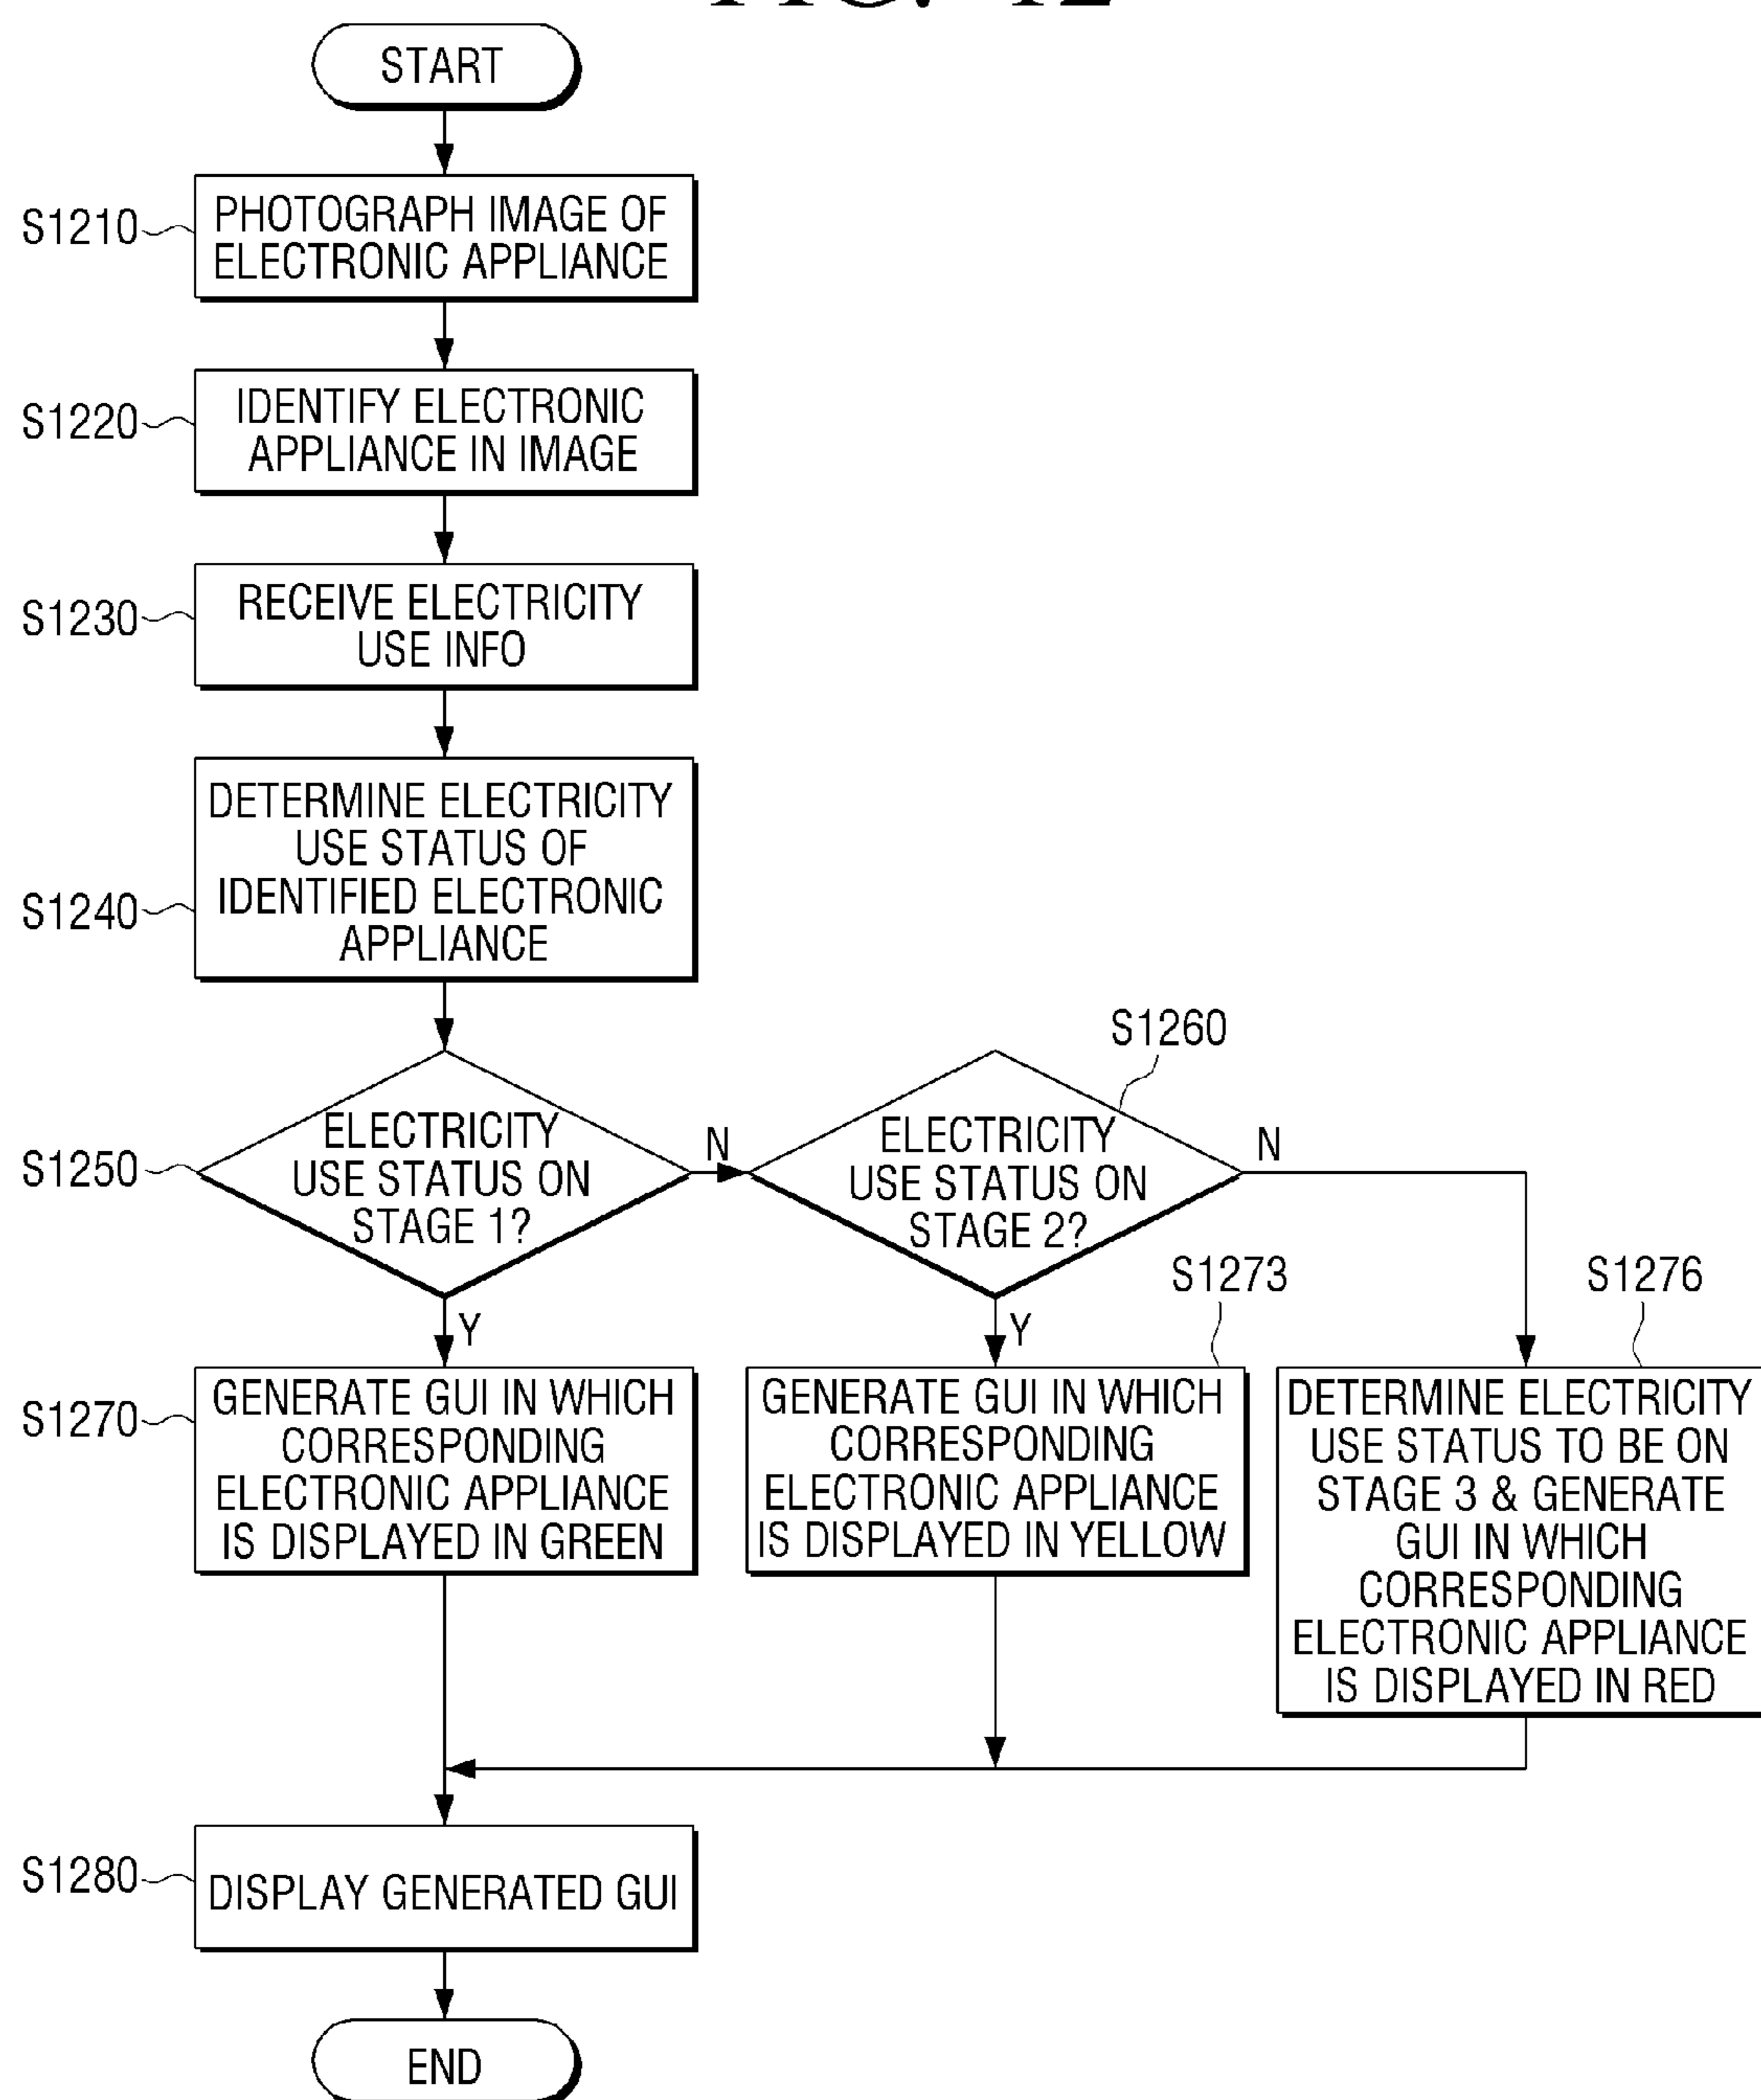 START
S1210
PHOTOGRAPH IMAGE OF
ELECTRONIC APPLIANCE
S1220
IDENTIFY ELECTRONIC
APPLIANCE IN IMAGE
S1230
RECEIVE ELECTRICITY
USE INFO
S1240
DETERMINE ELECTRICITY
USE STATUS OF
IDENTIFIED ELECTRONIC
APPLIANCE
S1250
ELECTRICITY
USE STATUS ON
STAGE 1?
N
Y
S1260
ELECTRICITY
USE STATUS ON
STAGE 2?
N
Y
S1270
GENERATE GUI IN WHICH
CORRESPONDING
ELECTRONIC APPLIANCE
IS DISPLAYED IN GREEN
S1273
GENERATE GUI IN WHICH
CORRESPONDING
ELECTRONIC APPLIANCE
IS DISPLAYED IN YELLOW
S1276
DETERMINE ELECTRICITY
USE STATUS TO BE ON
STAGE 3 & GENERATE
GUI IN WHICH
CORRESPONDING
ELECTRONIC APPLIANCE
IS DISPLAYED IN RED
S1280
DISPLAY GENERATED GUI
END